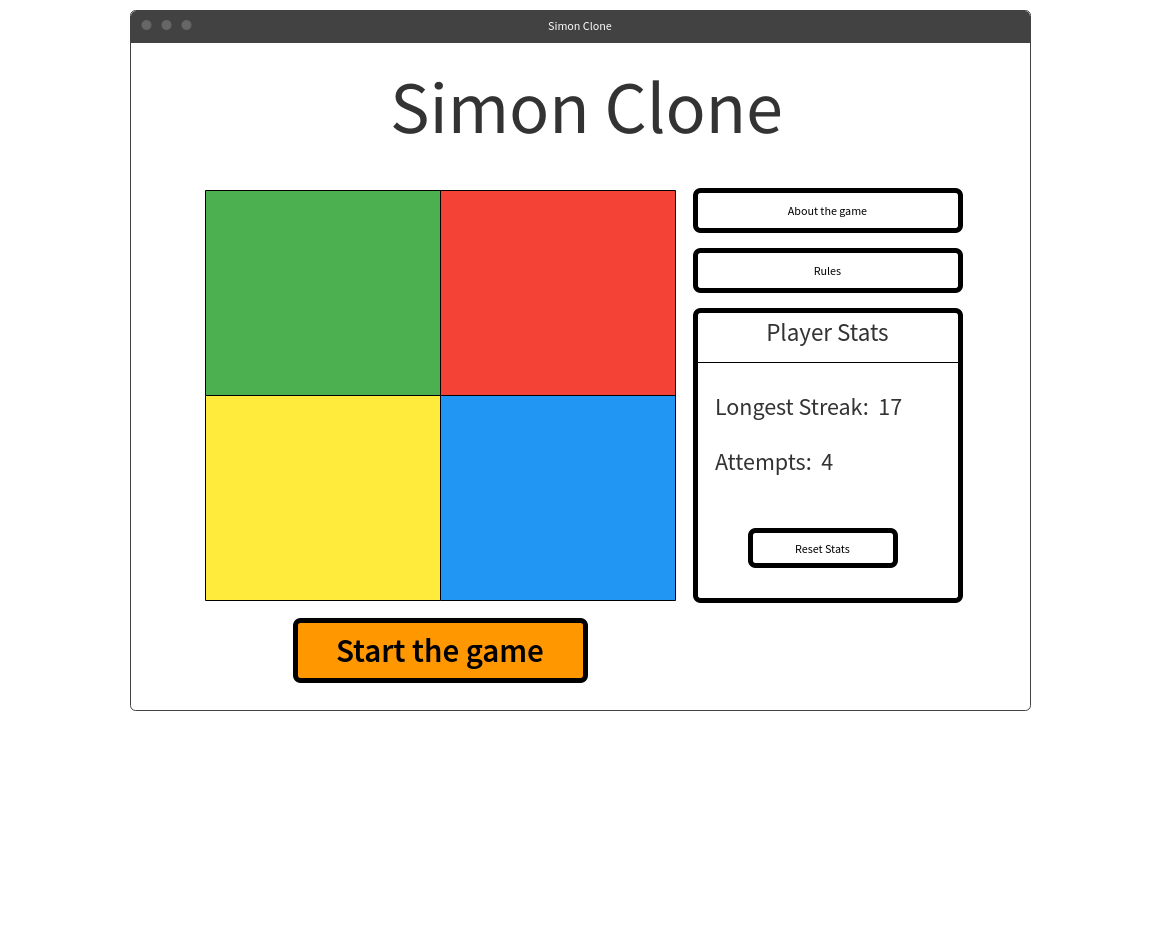 Simon Clone
Simon Clone
About the game
Rules
Player Stats
Longest Streak: 17
Attempts: 4
Reset Stats
Start the game